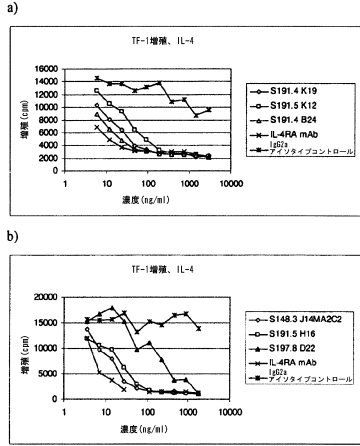 a)
TF-1増殖、IL-4
増殖(cpm)
16000
14000
12000
10000
8000
6000
4000
2000
0
1
10
100
1000
10000
濃度(ng/ml)
S191.4 K19
S191.5 K12
S191.4 B24
IL-4RA mAb
IgG2a
アイソタイプコントロール
b)
TF-1増殖、IL-4
増殖(cpm)
20000
15000
10000
5000
0
1
10
100
1000
10000
濃度(ng/ml)
S148.3 J14MA2C2
S191.5 H16
S197.8 D22
IL-4RA mAb
IgG2a
アイソタイプコントロール